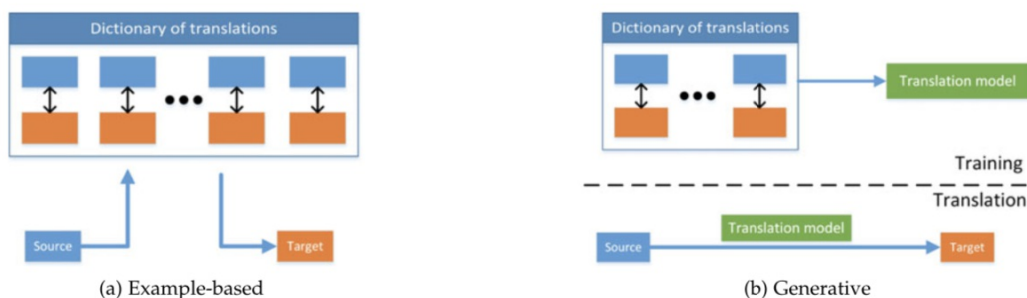 Dictionary of translations
Source
Target
(a) Example-based
Dictionary of translations
Translation model
Training
Translation
Translation model
Source
Target
(b) Generative